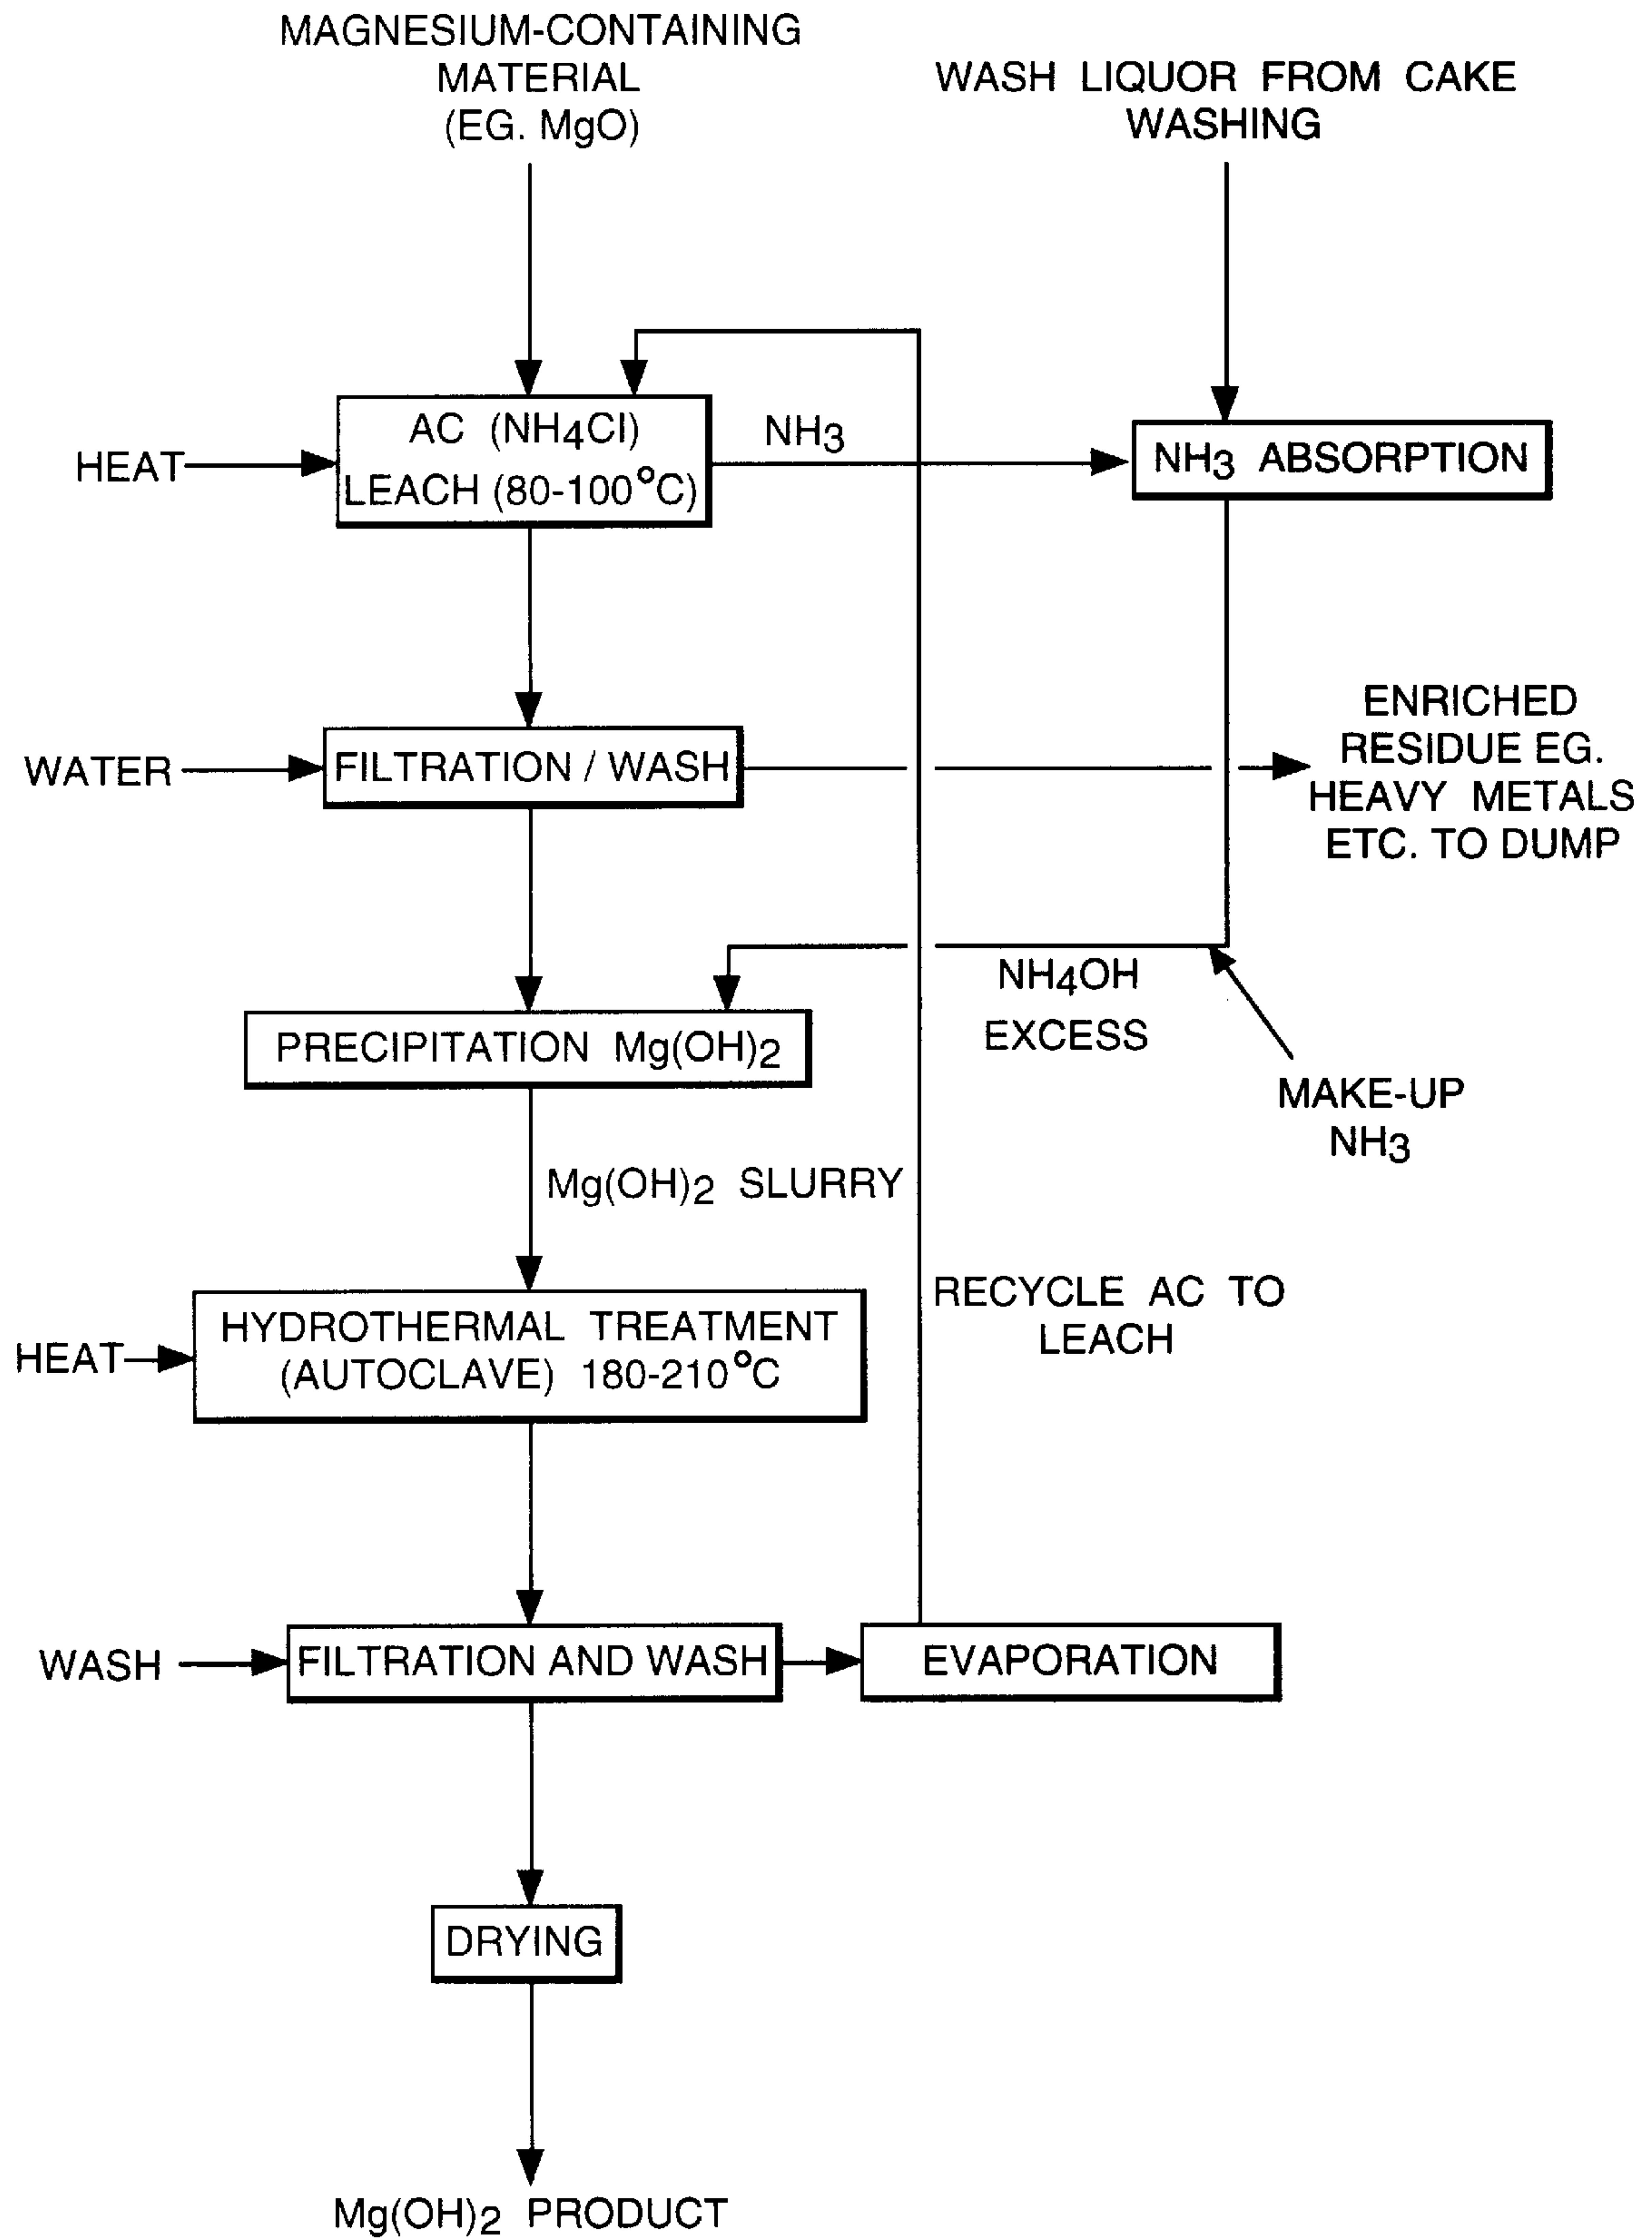 MAGNESIUM-CONTAINING
MATERIAL
(EG. MgO)
WASH LIQUOR FROM CAKE
WASHING
HEAT
AC (NH4Cl)
LEACH (80-100°C)
NH3
NH3 ABSORPTION
WATER
FILTRATION / WASH
ENRICHED
RESIDUE EG.
HEAVY METALS
ETC. TO DUMP
NH4OH
EXCESS
MAKE-UP
NH3
PRECIPITATION Mg(OH)2
Mg(OH)2 SLURRY
HEAT
HYDROTHERMAL TREATMENT
(AUTOCLAVE) 180-210°C
RECYCLE AC TO
LEACH
WASH
FILTRATION AND WASH
EVAPORATION
DRYING
Mg(OH)2 PRODUCT